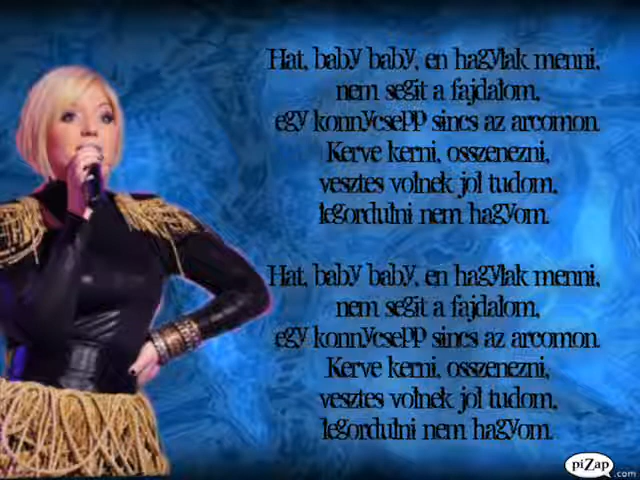 Hat, baby baby, en hagylak menni,
nem segit a fajdalom,
egy konnycsepp sincs az arcomon.
Kerve kerni, osszenezni,
vesztes volnek jol tudom,
legordulni nem hagyom.
Hat, baby baby, en hagylak menni,
nem segit a fajdalom,
egy konnycsepp sincs az arcomon.
Kerve kerni, osszenezni,
vesztes volnek jol tudom,
legordulni nem hagyom.
piZap
.com